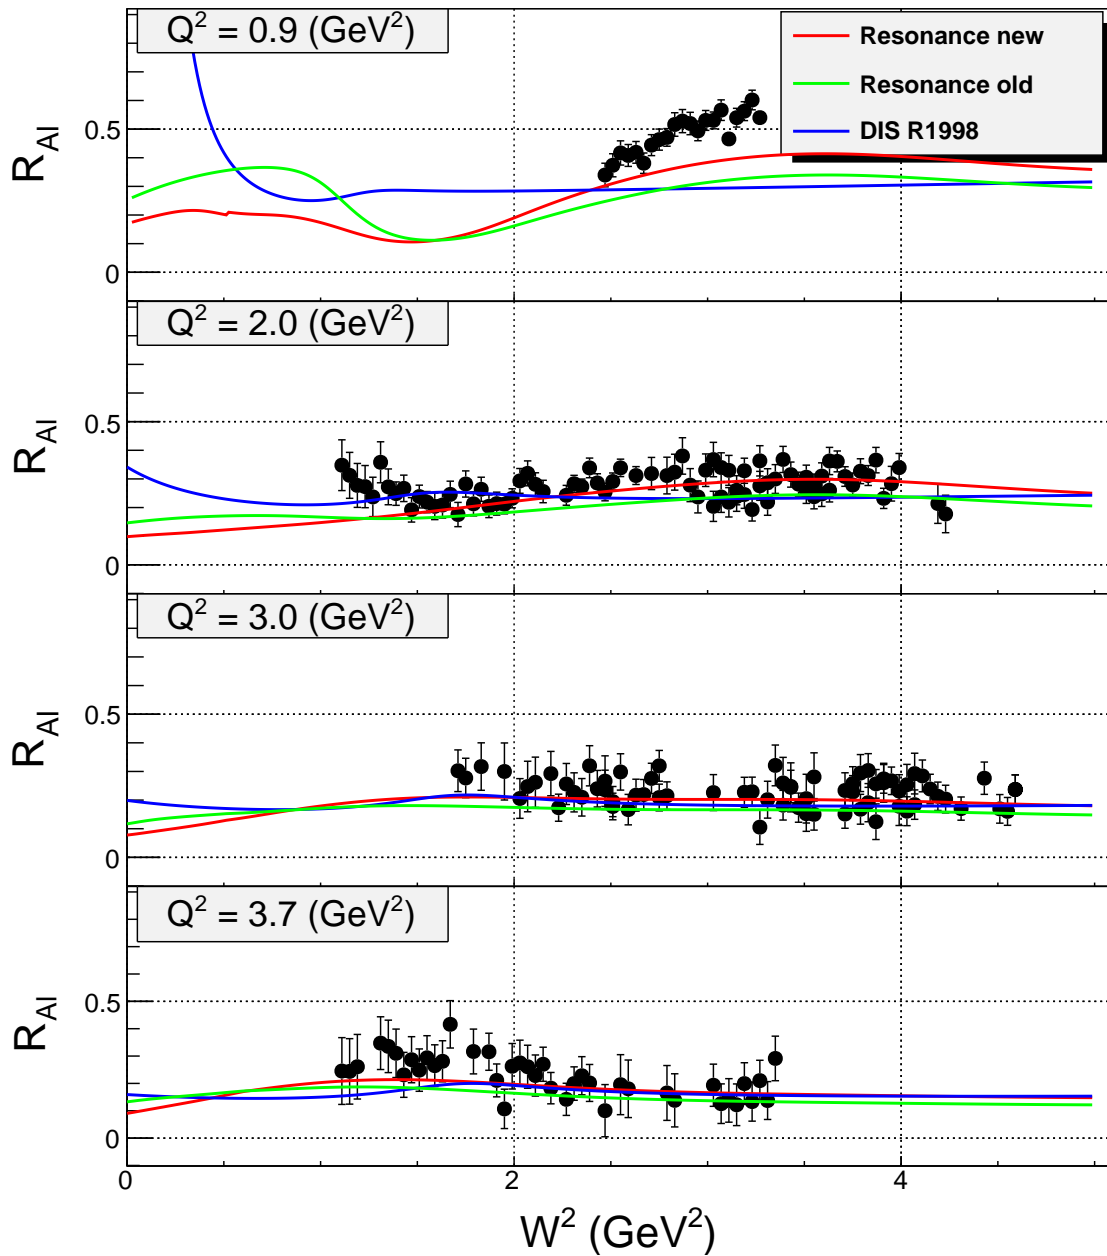 Q² = 0.9 (GeV²)
Resonance new
Resonance old
DIS R1998
R_Al
0.5
0
Q² = 2.0 (GeV²)
R_Al
0.5
0
Q² = 3.0 (GeV²)
R_Al
0.5
0
Q² = 3.7 (GeV²)
R_Al
0.5
0
0 2 4
W² (GeV²)